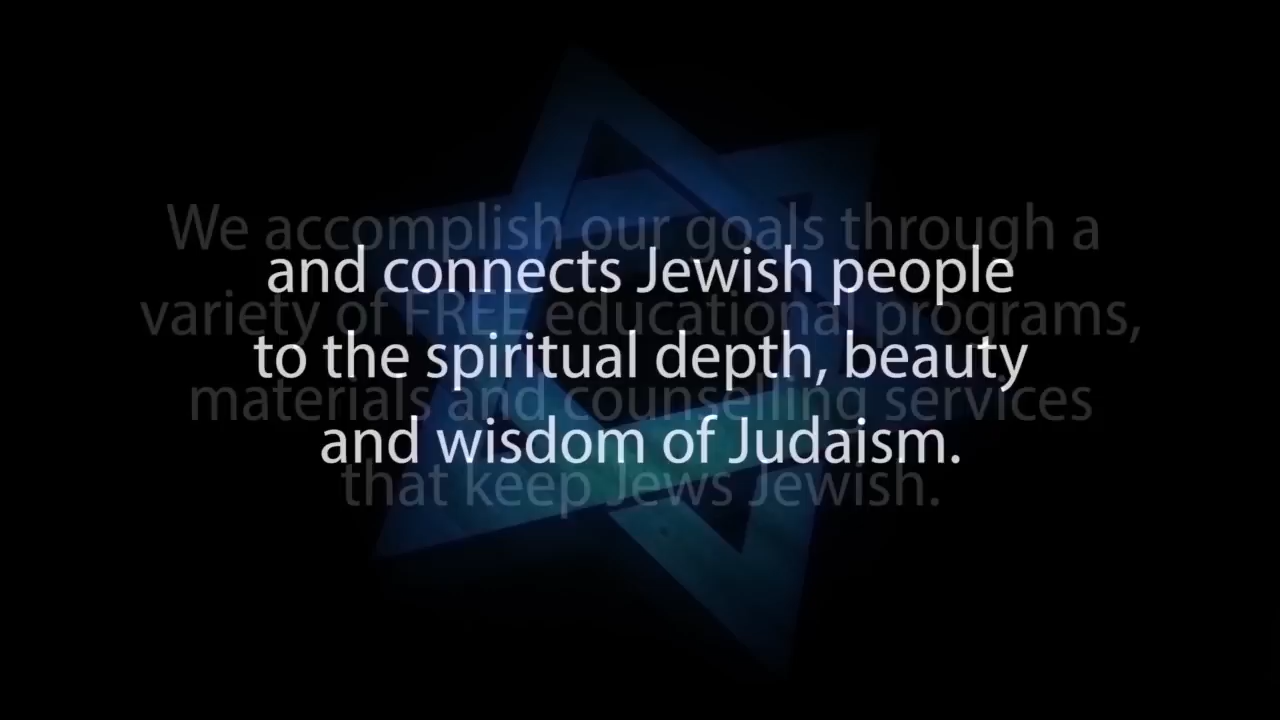 We accomplish our goals through a
and connects Jewish people
variety of FREE educational programs,
to the spiritual depth, beauty
materials and counselling services
and wisdom of Judaism.
that keep Jews Jewish.